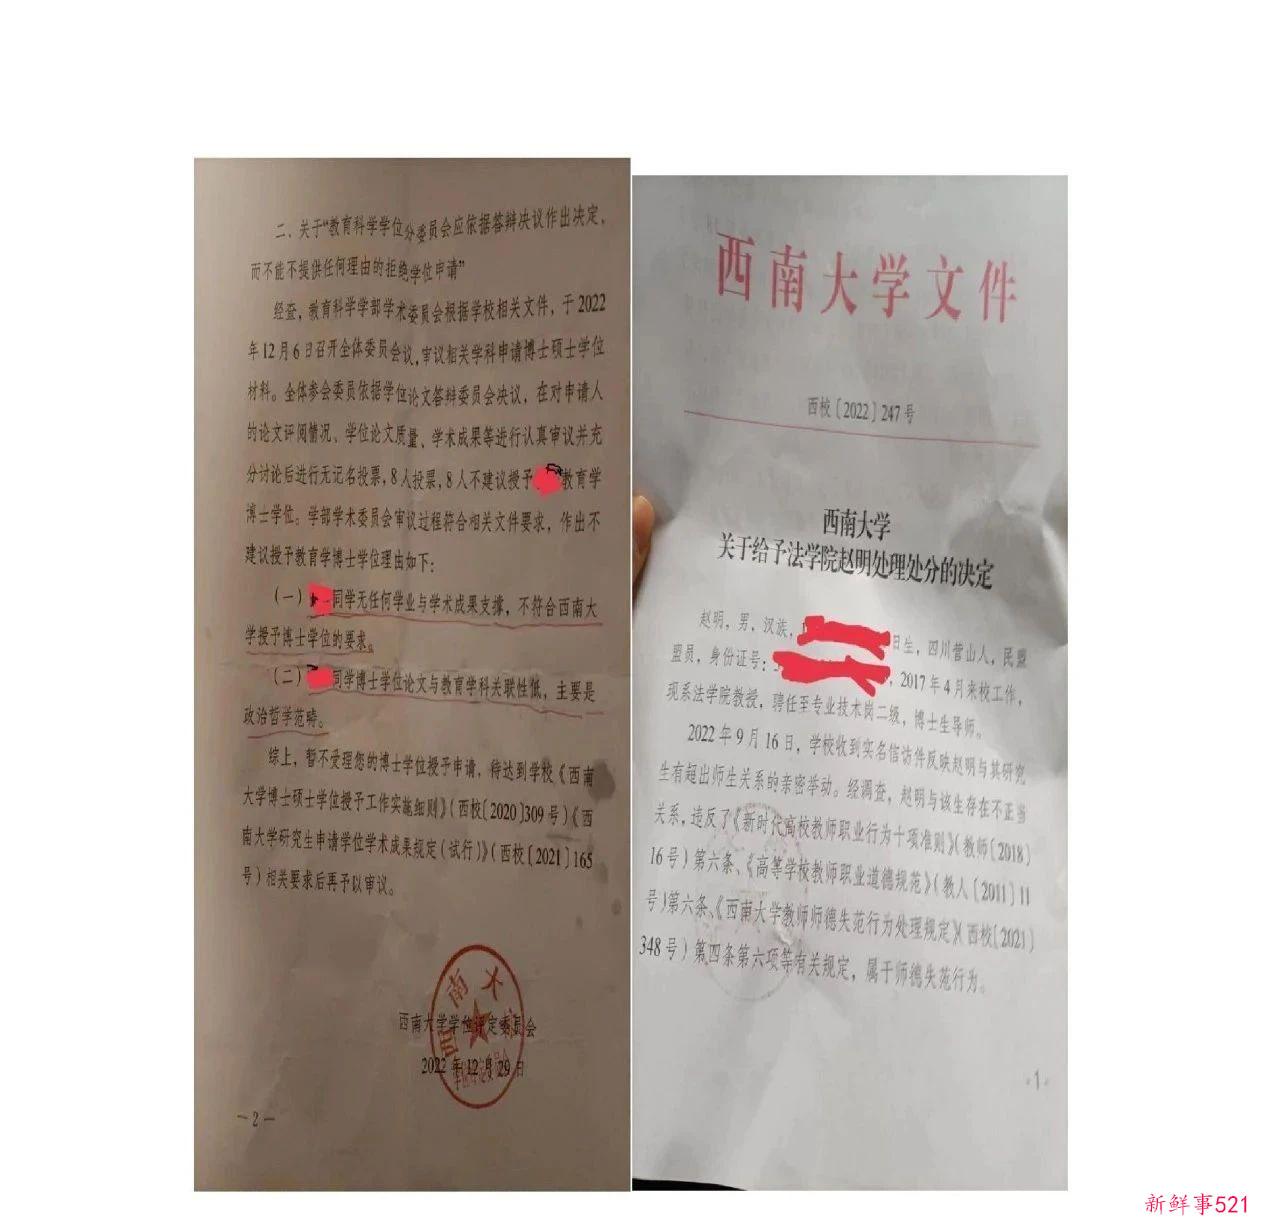 二、关于“教育科学学位分委员会应依据答辩决议作出决定，
而不能不提供任何理由的拒绝学位申请”
经查，教育科学学部学术委员会根据学校相关文件，于2022
年12月6日召开全体委员会议，审议相关学科申请博士硕士学位
材料。全体参会委员依据学位论文答辩委员会决议，在对申请人
的论文评阅情况、学位论文质量、学术成果等进行认真审议并充
分讨论后进行无记名投票，8人投票，8人不建议授予教育学
博士学位。学部学术委员会审议过程符合相关文件要求，作出不
建议授予教育学博士学位理由如下：
（一）同学无任何学业与学术成果支撑，不符合西南大
学授予博士学位的要求。
（二）同学博士学位论文与教育学科关联性低，主要是
政治哲学范畴。
综上，暂不受理您的博士学位授予申请，待达到学校《西南
大学博士硕士学位授予工作实施细则》（西校〔2020〕309号）《西
南大学研究生申请学位学术成果规定（试行）》（西校〔2021〕165
号）相关要求后再予以审议。
西南大学学位评定委员会
2022年12月29日
—2—
西南大学文件
西校〔2022〕247号
西南大学
关于给予法学院赵明处理处分的决定
赵明，男，汉族，日生，四川营山人，民盟
盟员，身份证号：，2017年4月来校工作，
现系法学院教授，聘任至专业技术岗二级，博士生导师。
2022年9月16日，学校收到实名信访件反映赵明与其研究
生有超出师生关系的亲密举动。经调查，赵明与该生存在不正当
关系，违反了《新时代高校教师职业行为十项准则》（教师〔2018〕
16号）第六条、《高等学校教师职业道德规范》（教人〔2011〕11
号）第六条、《西南大学教师师德失范行为处理规定》（西校〔2021〕
348号）第四条第六项等有关规定，属于师德失范行为。
1
新鲜事521